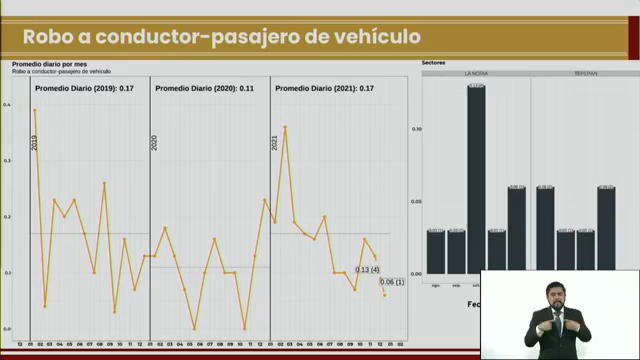 Robo a conductor-pasajero de vehículo
Promedio diario por mes
Robo a conductor-pasajero de vehículo
Promedio Diario (2019): 0.17
Promedio Diario (2020): 0.11
Promedio Diario (2021): 0.17
2019
2020
2021
0.4
0.3
0.2
0.1
0.0
0.13 (4)
0.06 (1)
12 01 02 03 04 05 06 07 08 09 10 11 12 01 02 03 04 05 06 07 08 09 10 11 12 01 02 03 04 05 06 07 08 09 10 11 12 01 02
Sectores
LA NORIA
TEPEPAN
0.10
0.05
0.00
ago.
sep.
oct.
Fec